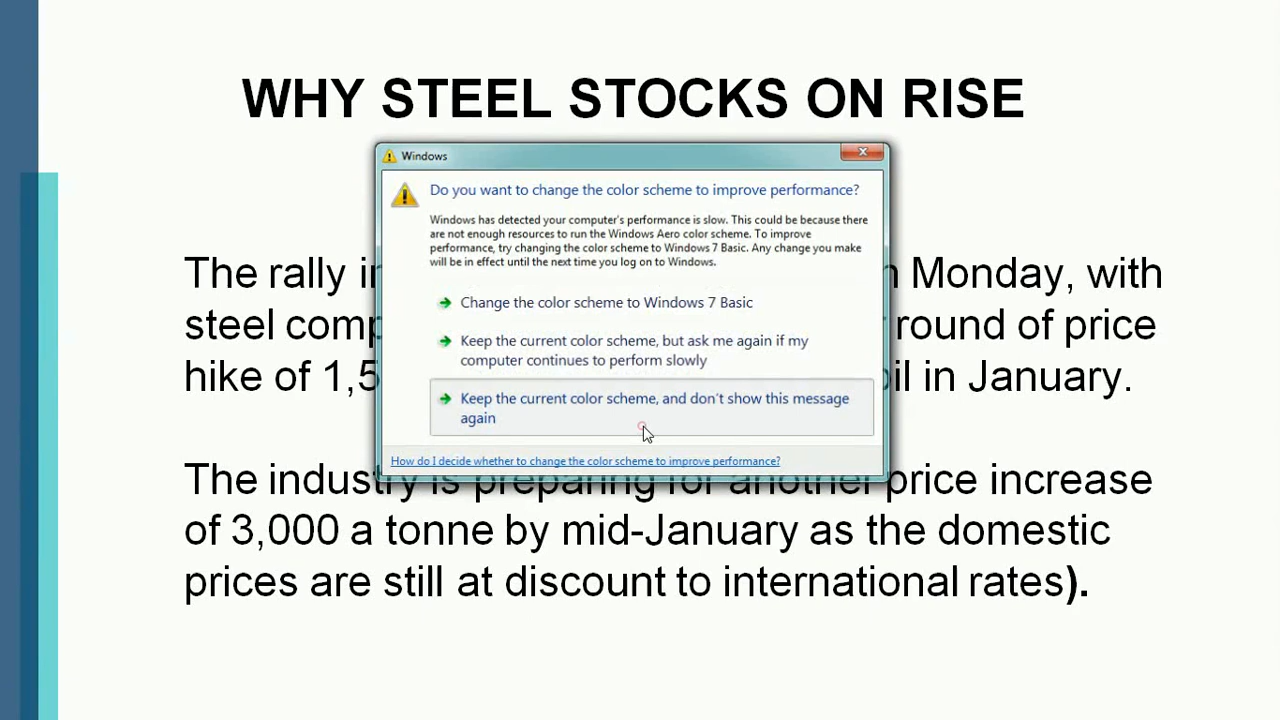 WHY STEEL STOCKS ON RISE
Windows
Do you want to change the color scheme to improve performance?
Windows has detected your computer's performance is slow. This could be because there
are not enough resources to run the Windows Aero color scheme. To improve
performance, try changing the color scheme to Windows 7 Basic. Any change you make
will be in effect until the next time you log on to Windows.
Change the color scheme to Windows 7 Basic
Keep the current color scheme, but ask me again if my
computer continues to perform slowly
Keep the current color scheme, and don't show this message
again
How do I decide whether to change the color scheme to improve performance?
The rally Monday, with
steel round of price
hike of in January.
The industry is preparing for another price increase
of 3,000 a tonne by mid-January as the domestic
prices are still at discount to international rates).